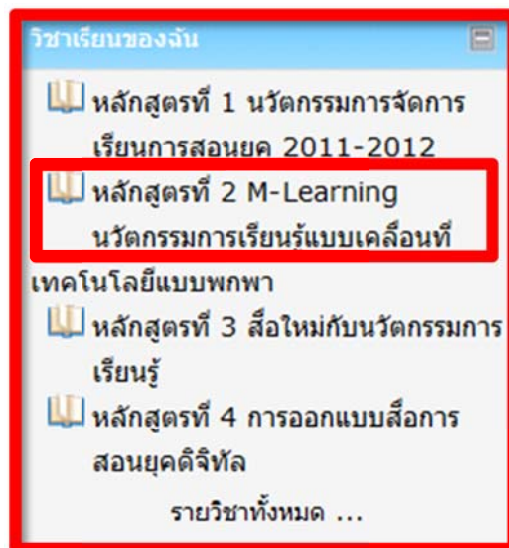 วิชาเรียนของฉัน
หลักสูตรที่ 1 นวัตกรรมการจัดการ
เรียนการสอนยุค 2011-2012
หลักสูตรที่ 2 M-Learning
นวัตกรรมการเรียนรู้แบบเคลื่อนที่
เทคโนโลยีแบบพกพา
หลักสูตรที่ 3 สื่อใหม่กับนวัตกรรมการ
เรียนรู้
หลักสูตรที่ 4 การออกแบบสื่อการ
สอนยุคดิจิทัล
รายวิชาทั้งหมด ...